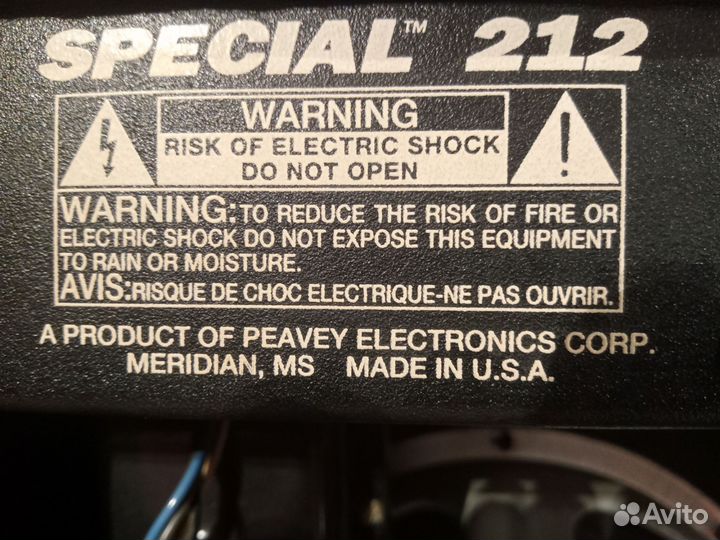 SPECIAL™ 212
WARNING
RISK OF ELECTRIC SHOCK
DO NOT OPEN
WARNING: TO REDUCE THE RISK OF FIRE OR
ELECTRIC SHOCK DO NOT EXPOSE THIS EQUIPMENT
TO RAIN OR MOISTURE.
AVIS: RISQUE DE CHOC ELECTRIQUE-NE PAS OUVRIR.
A PRODUCT OF PEAVEY ELECTRONICS CORP.
MERIDIAN, MS MADE IN U.S.A.
Avito